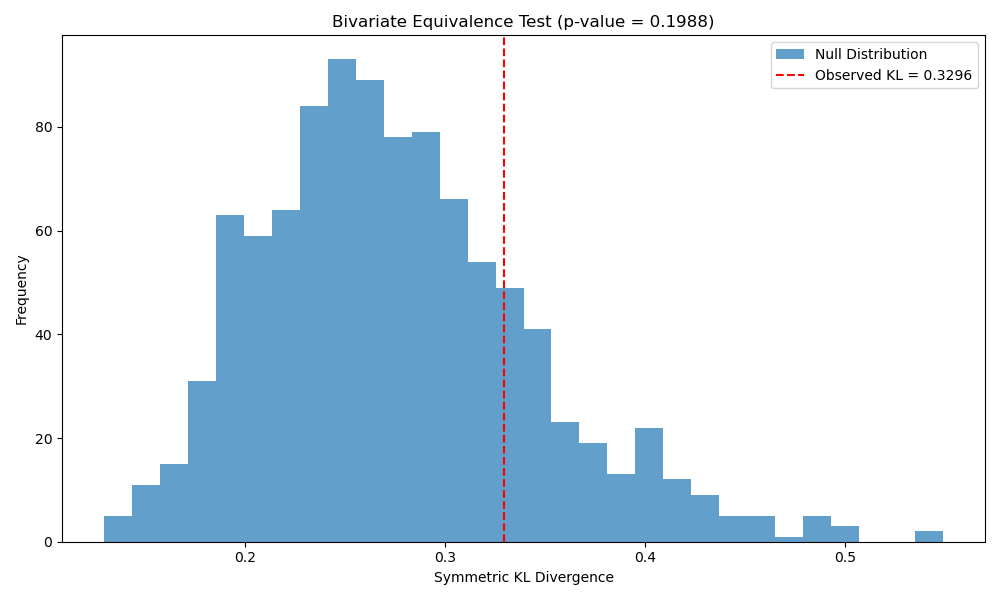 Bivariate Equivalence Test (p-value = 0.1988)
Null Distribution
Observed KL = 0.3296
Frequency
80
60
40
20
0
0.2
0.3
0.4
0.5
Symmetric KL Divergence